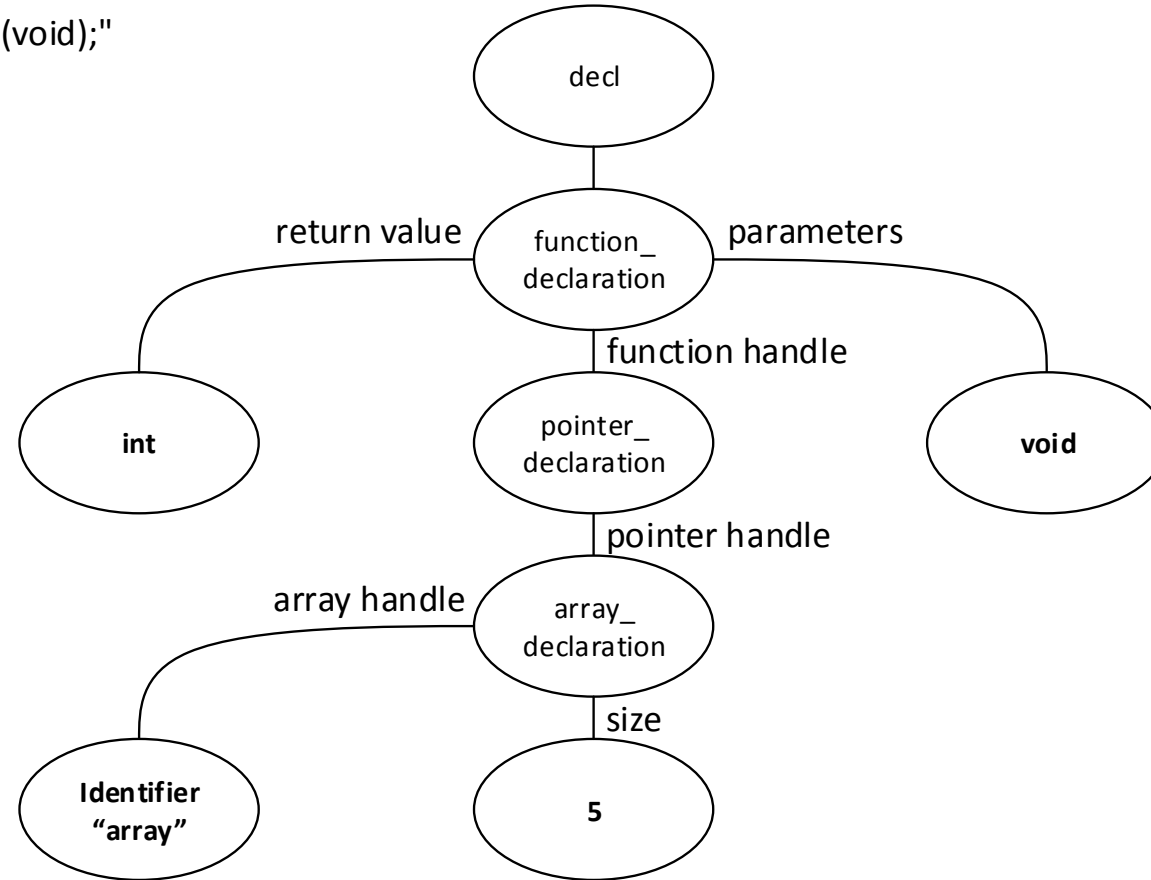 (void);"
decl
return value
function_
declaration
parameters
function handle
int
pointer_
declaration
void
pointer handle
array handle
array_
declaration
size
Identifier
“array”
5